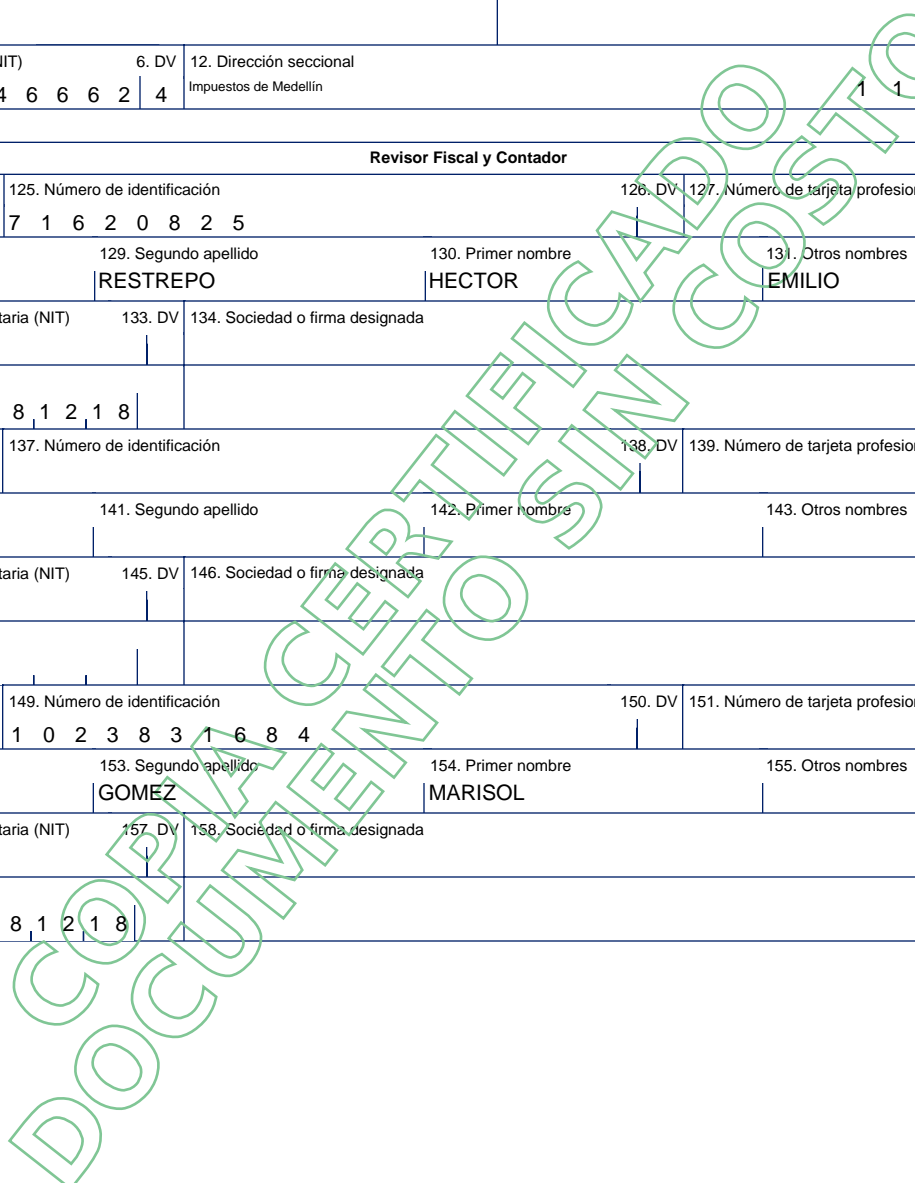 NIT) 6. DV 12. Dirección seccional
4 6 6 6 2 4 Impuestos de Medellín 1 1
Revisor Fiscal y Contador
125. Número de identificación 126. DV 127. Número de tarjeta profesion
7 1 6 2 0 8 2 5
129. Segundo apellido 130. Primer nombre 131. Otros nombres
RESTREPO HECTOR EMILIO
taria (NIT) 133. DV 134. Sociedad o firma designada
8 1 2 1 8
137. Número de identificación 138. DV 139. Número de tarjeta profesion
141. Segundo apellido 142. Primer nombre 143. Otros nombres
taria (NIT) 145. DV 146. Sociedad o firma designada
149. Número de identificación 150. DV 151. Número de tarjeta profesion
1 0 2 3 8 3 1 6 8 4
153. Segundo apellido 154. Primer nombre 155. Otros nombres
GOMEZ MARISOL
taria (NIT) 157. DV 158. Sociedad o firma designada
8 1 2 1 8
COPIA CERTIFICADO
DOCUMENTO SIN COSTO